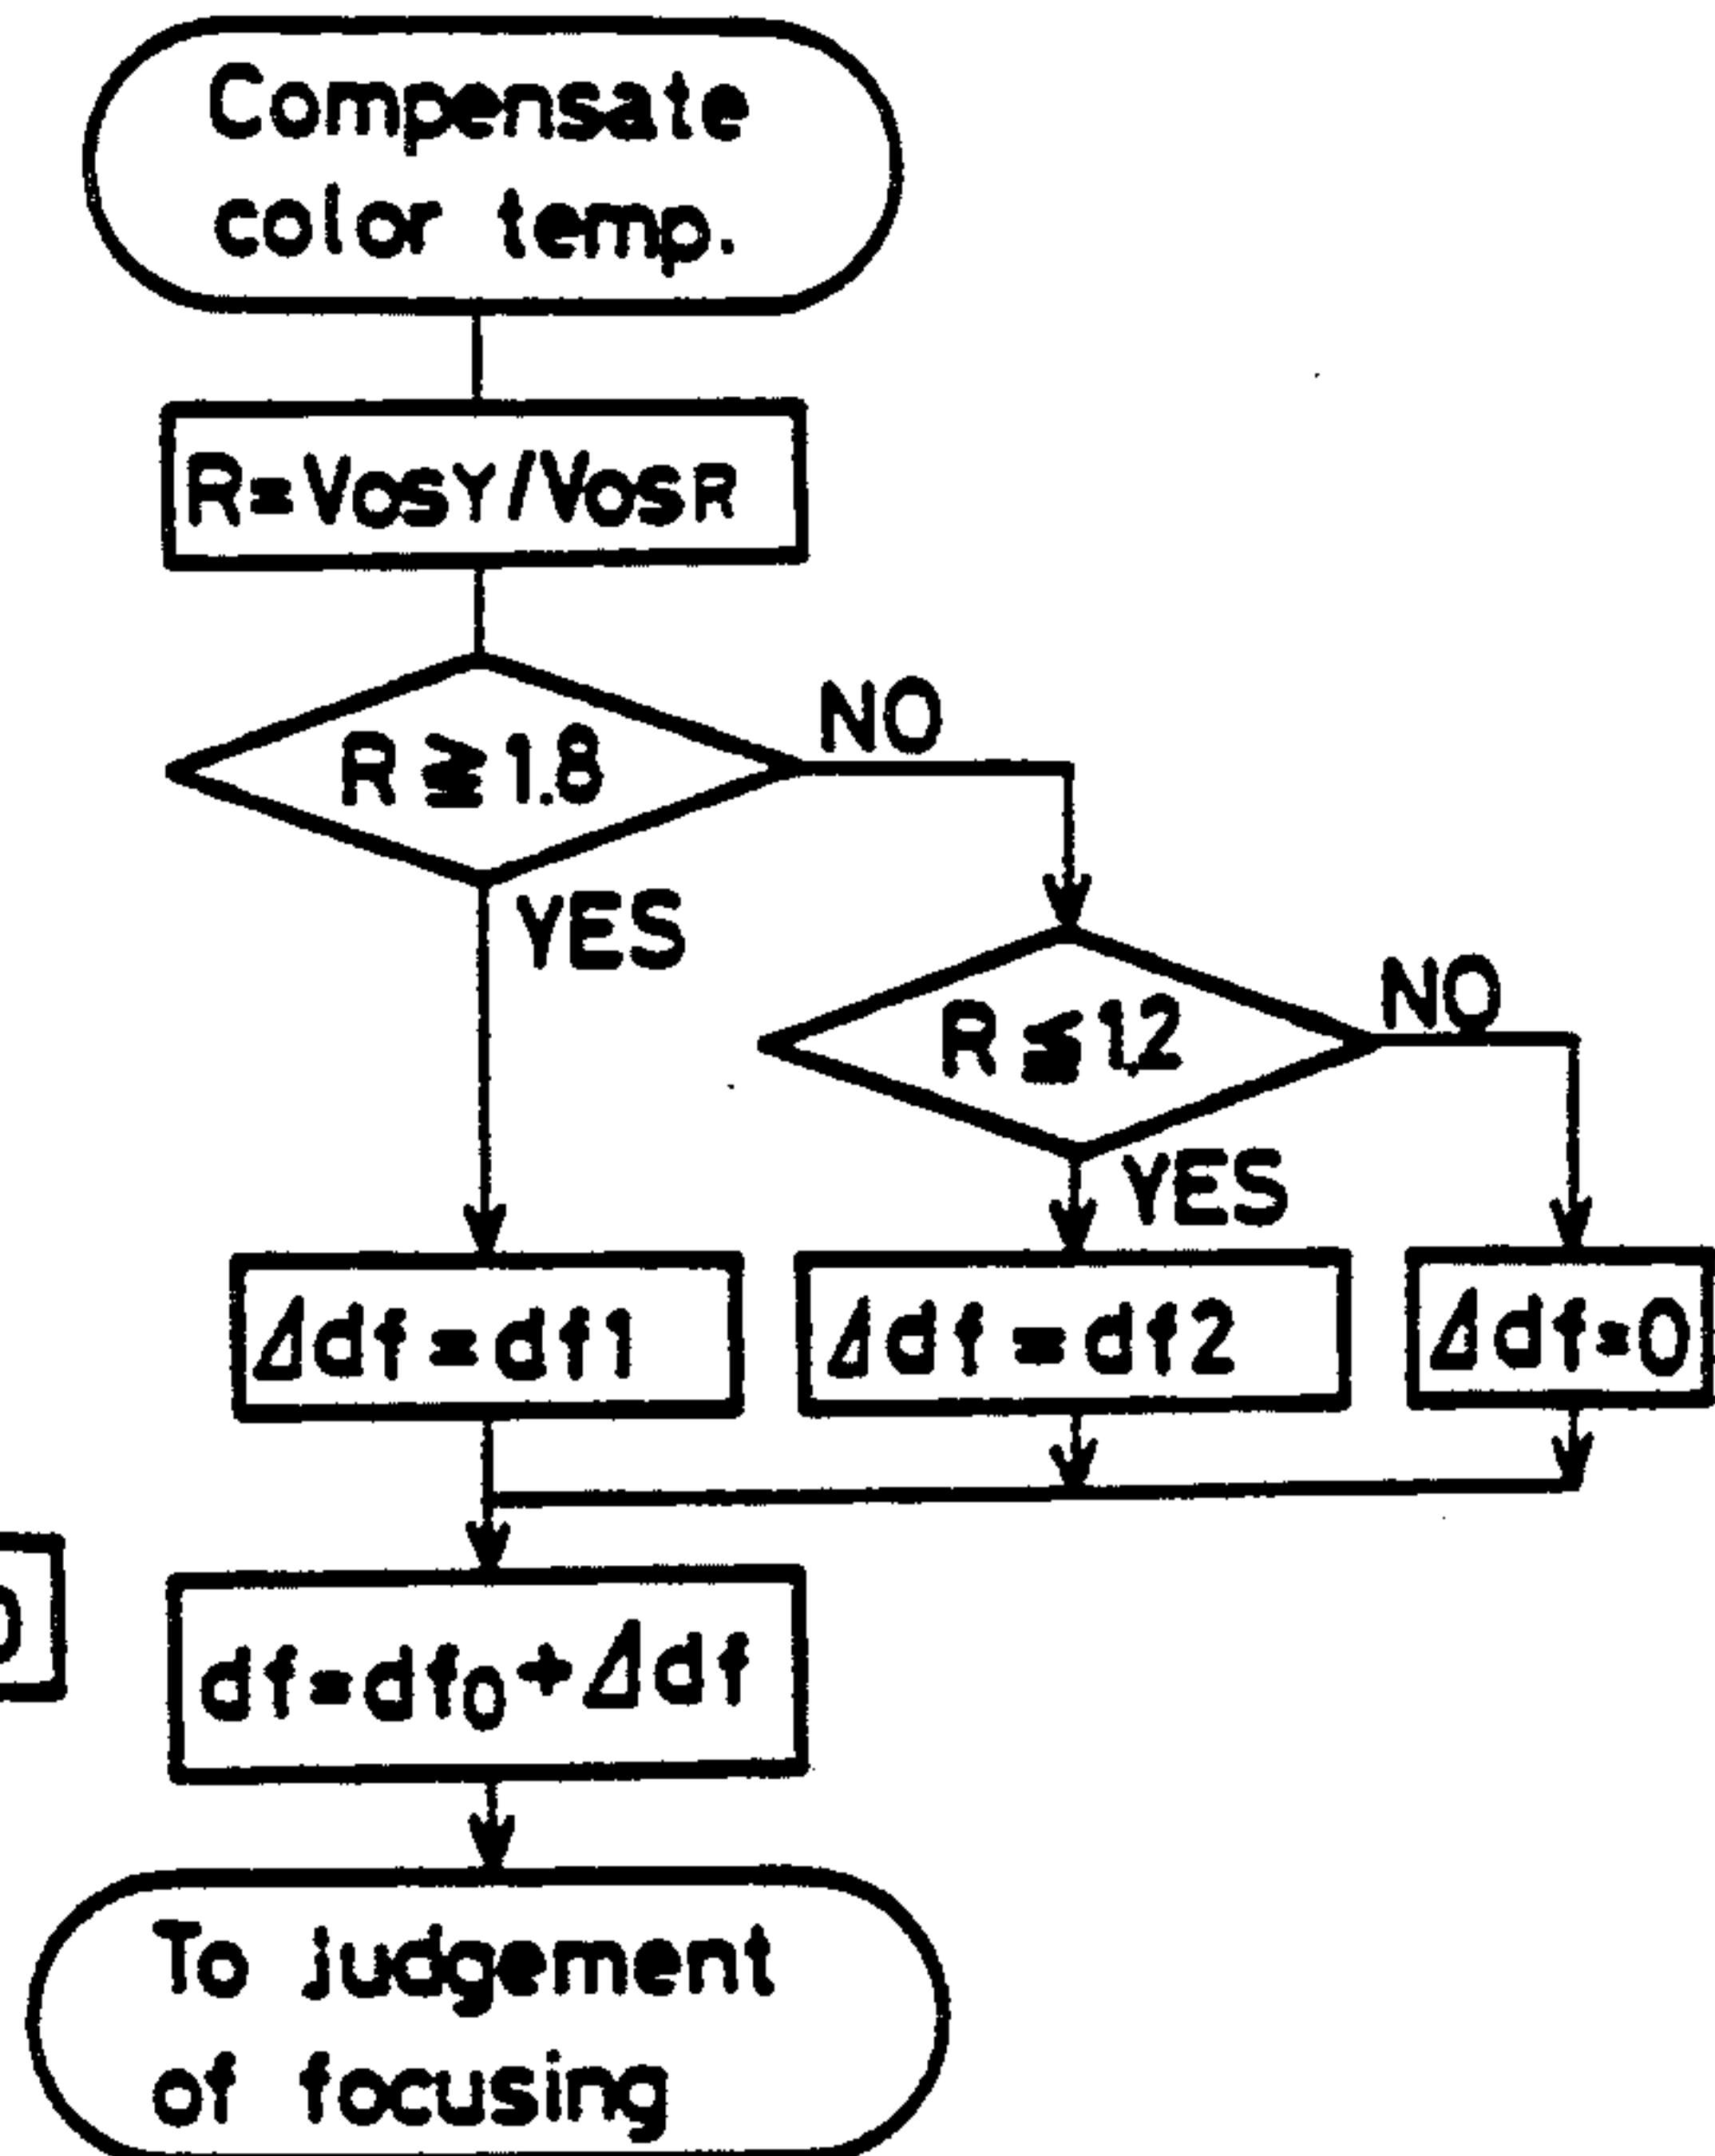 Compensate
color temp.
R=VOSY/VOSR
R≧1.8
NO
YES
R≦1.2
NO
YES
Δdf=df1
Δdf=df2
Δdf=0
df=df0+Δdf
To judgement
of focusing